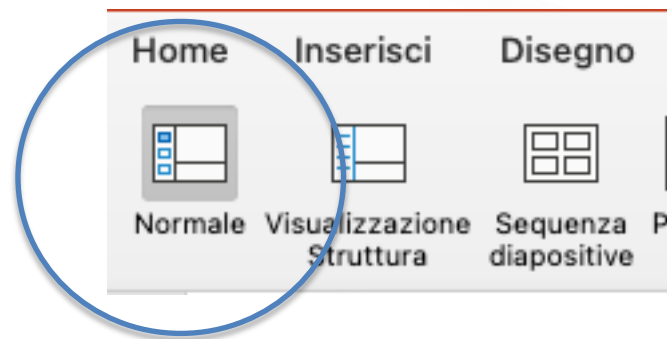 Home Inserisci Disegno
Normale Visualizzazione Sequenza P
Struttura diapositive